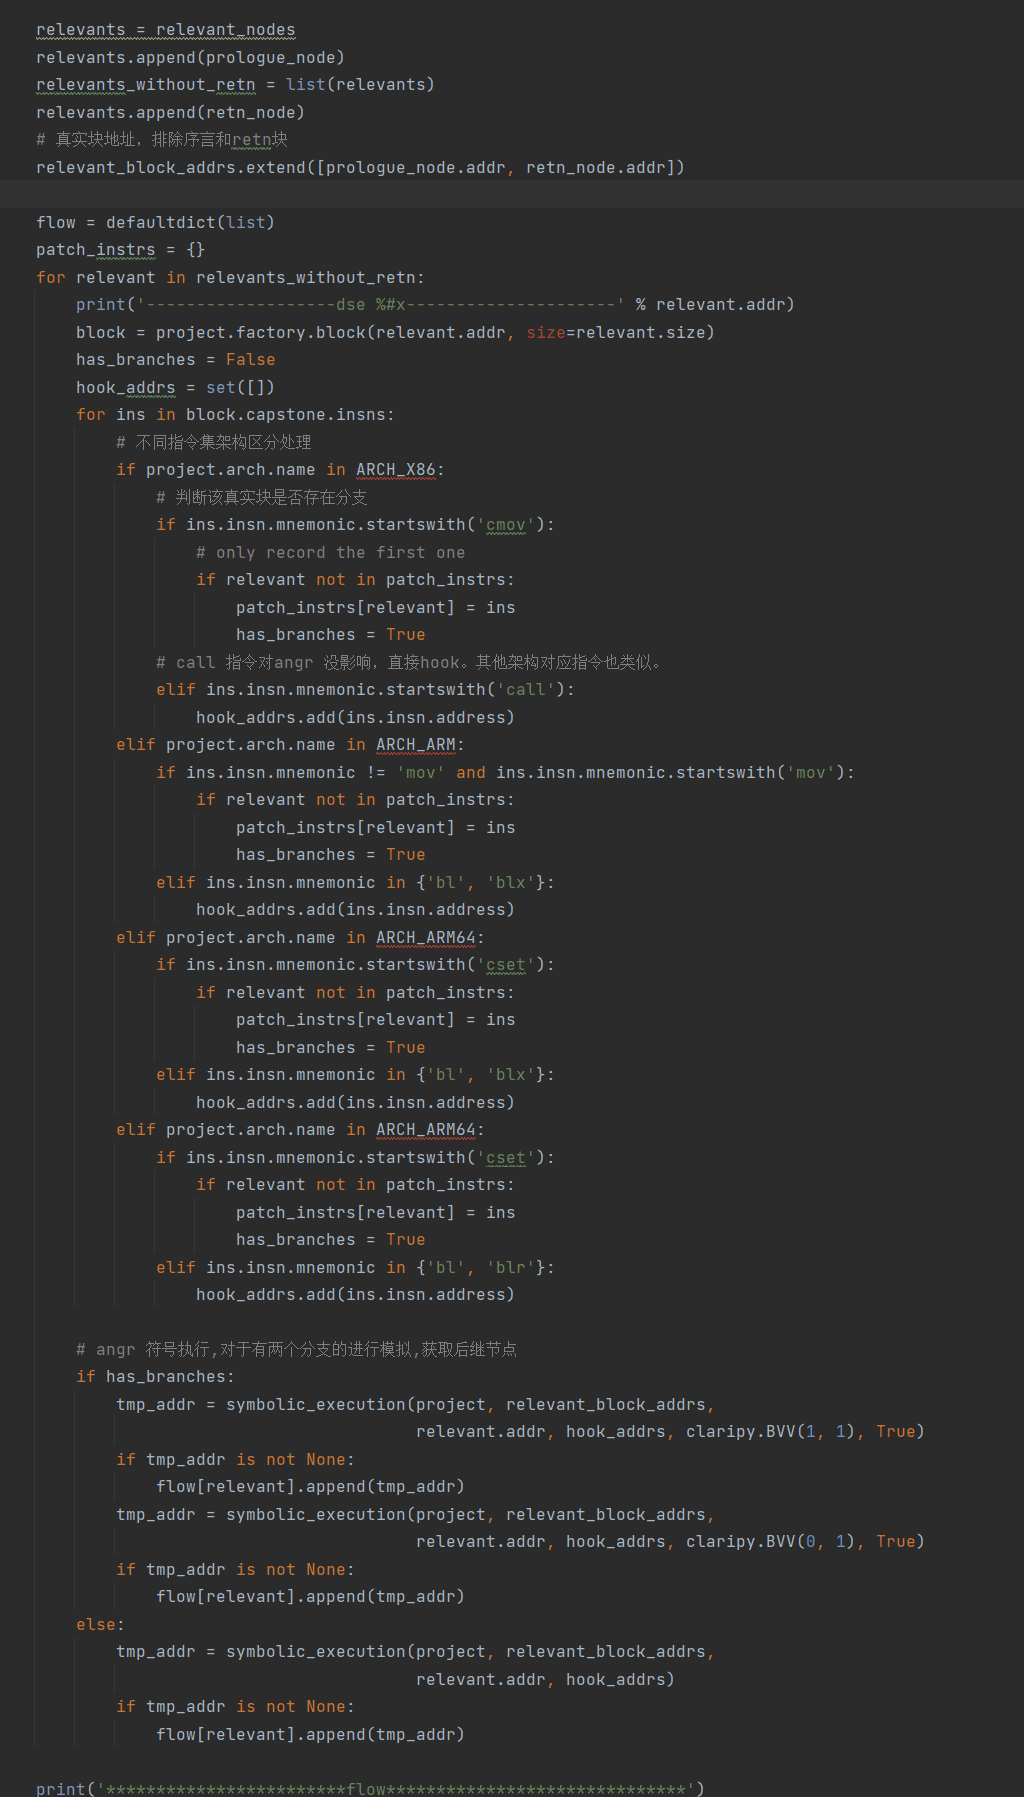 relevants = relevant_nodes
relevants.append(prologue_node)
relevants_without_retn = list(relevants)
relevants.append(retn_node)
# 真实块地址，排除序言和retn块
relevant_block_addrs.extend([prologue_node.addr, retn_node.addr])
flow = defaultdict(list)
patch_instrs = {}
for relevant in relevants_without_retn:
    print('-------------------dse %#x---------------------' % relevant.addr)
    block = project.factory.block(relevant.addr, size=relevant.size)
    has_branches = False
    hook_addrs = set([])
    for ins in block.capstone.insns:
        # 不同指令集架构区分处理
        if project.arch.name in ARCH_X86:
            # 判断该真实块是否存在分支
            if ins.insn.mnemonic.startswith('cmov'):
                # only record the first one
                if relevant not in patch_instrs:
                    patch_instrs[relevant] = ins
                    has_branches = True
            # call 指令对angr 没影响，直接hook。其他架构对应指令也类似。
            elif ins.insn.mnemonic.startswith('call'):
                hook_addrs.add(ins.insn.address)
        elif project.arch.name in ARCH_ARM:
            if ins.insn.mnemonic != 'mov' and ins.insn.mnemonic.startswith('mov'):
                if relevant not in patch_instrs:
                    patch_instrs[relevant] = ins
                    has_branches = True
            elif ins.insn.mnemonic in {'bl', 'blx'}:
                hook_addrs.add(ins.insn.address)
        elif project.arch.name in ARCH_ARM64:
            if ins.insn.mnemonic.startswith('cset'):
                if relevant not in patch_instrs:
                    patch_instrs[relevant] = ins
                    has_branches = True
            elif ins.insn.mnemonic in {'bl', 'blx'}:
                hook_addrs.add(ins.insn.address)
        elif project.arch.name in ARCH_ARM64:
            if ins.insn.mnemonic.startswith('cset'):
                if relevant not in patch_instrs:
                    patch_instrs[relevant] = ins
                    has_branches = True
            elif ins.insn.mnemonic in {'bl', 'blr'}:
                hook_addrs.add(ins.insn.address)
    # angr 符号执行,对于有两个分支的进行模拟,获取后继节点
    if has_branches:
        tmp_addr = symbolic_execution(project, relevant_block_addrs,
                                      relevant.addr, hook_addrs, claripy.BVV(1, 1), True)
        if tmp_addr is not None:
            flow[relevant].append(tmp_addr)
        tmp_addr = symbolic_execution(project, relevant_block_addrs,
                                      relevant.addr, hook_addrs, claripy.BVV(0, 1), True)
        if tmp_addr is not None:
            flow[relevant].append(tmp_addr)
    else:
        tmp_addr = symbolic_execution(project, relevant_block_addrs,
                                      relevant.addr, hook_addrs)
        if tmp_addr is not None:
            flow[relevant].append(tmp_addr)
print('************************flow******************************')